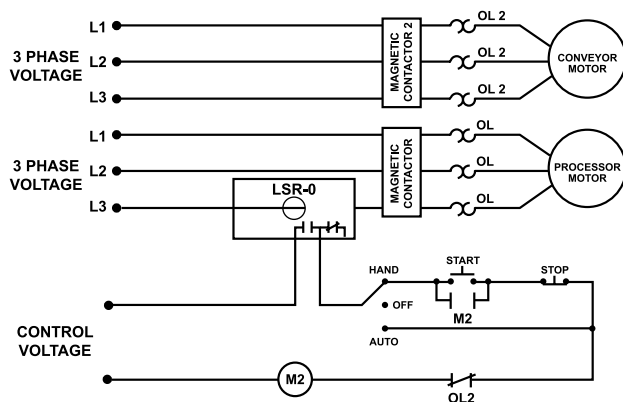 L1
L2
L3
3 PHASE
VOLTAGE
MAGNETIC
CONTACTOR 2
OL 2
OL 2
OL 2
CONVEYOR
MOTOR
L1
L2
L3
3 PHASE
VOLTAGE
LSR-0
MAGNETIC
CONTACTOR
OL
OL
OL
PROCESSOR
MOTOR
HAND
OFF
AUTO
START
M2
STOP
CONTROL
VOLTAGE
M2
OL2